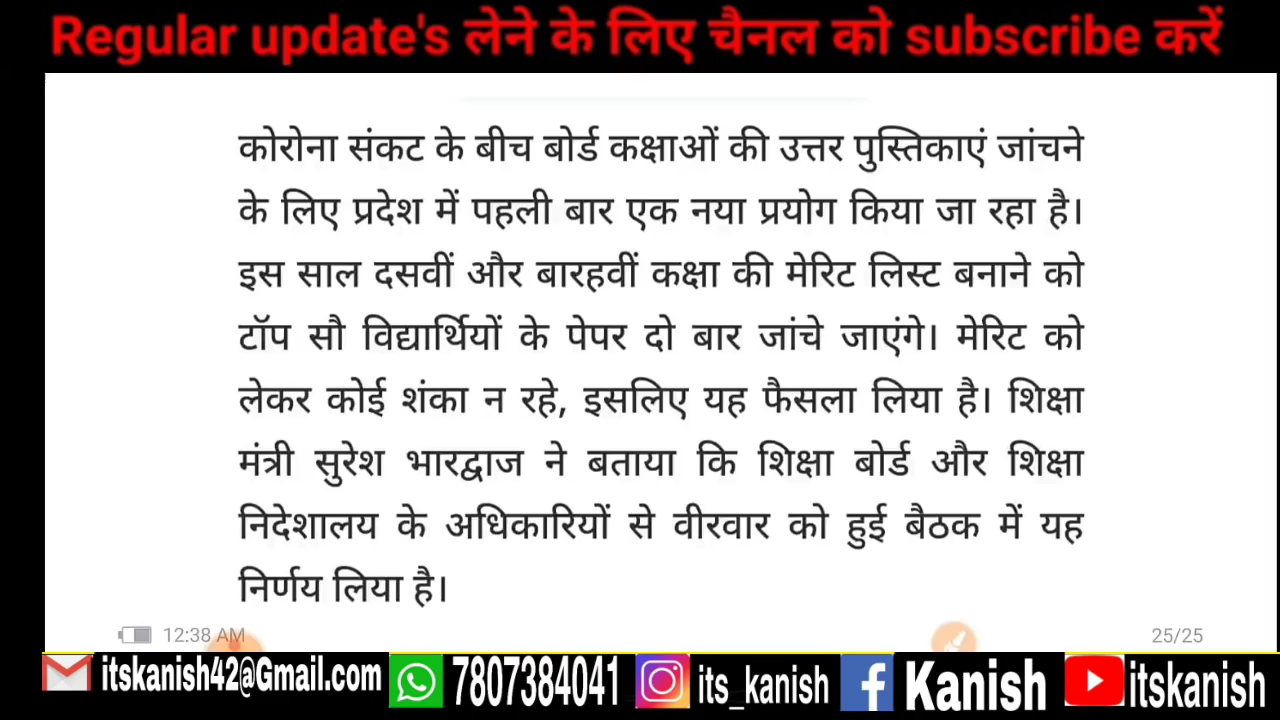 Regular update's लेने के लिए चैनल को subscribe करें
कोरोना संकट के बीच बोर्ड कक्षाओं की उत्तर पुस्तिकाएं जांचने
के लिए प्रदेश में पहली बार एक नया प्रयोग किया जा रहा है।
इस साल दसवीं और बारहवीं कक्षा की मेरिट लिस्ट बनाने को
टॉप सौ विद्यार्थियों के पेपर दो बार जांचे जाएंगे। मेरिट को
लेकर कोई शंका न रहे, इसलिए यह फैसला लिया है। शिक्षा
मंत्री सुरेश भारद्वाज ने बताया कि शिक्षा बोर्ड और शिक्षा
निदेशालय के अधिकारियों से वीरवार को हुई बैठक में यह
निर्णय लिया है।
12:38 AM 25/25
itskanish42@Gmail.com 7807384041 its_kanish Kanish itskanish